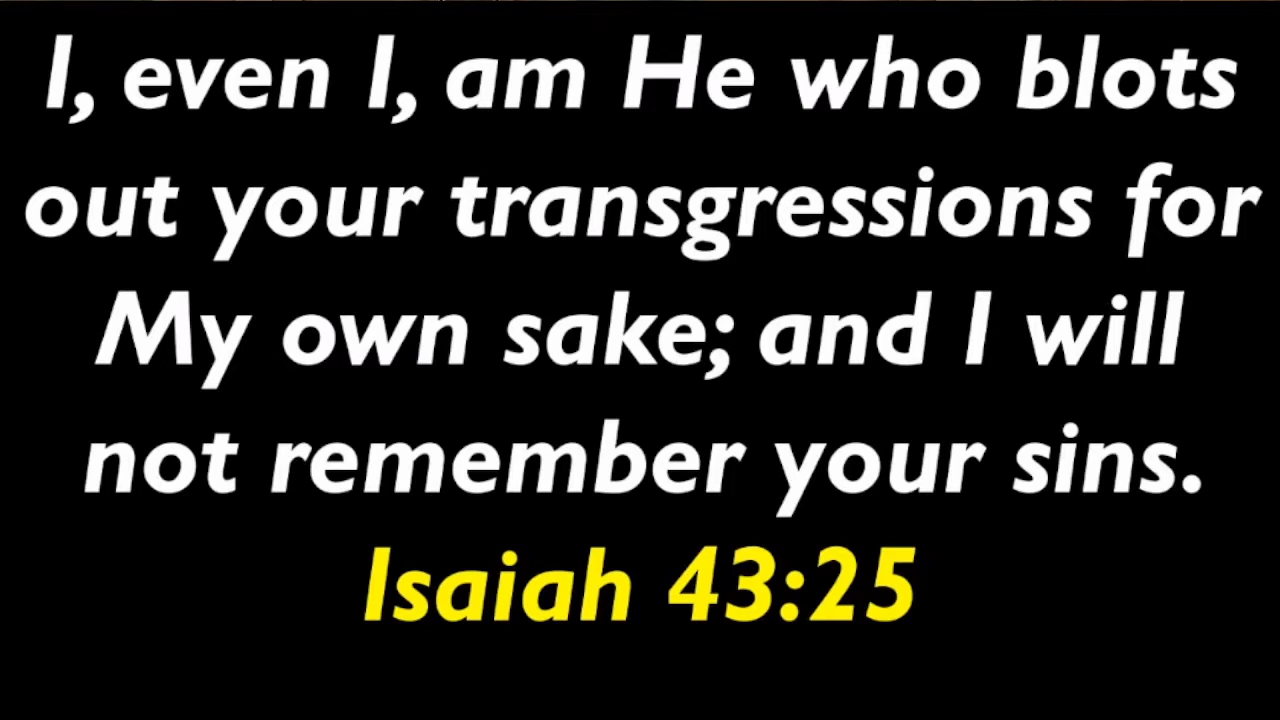 I, even I, am He who blots
out your transgressions for
My own sake; and I will
not remember your sins.
Isaiah 43:25